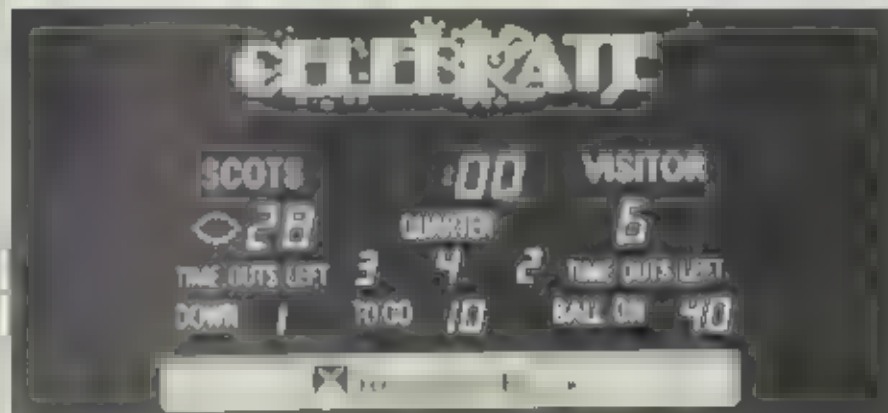 CELEBRATE
SCOTS :00 VISITOR
28 QUARTER 6
TIME OUTS LEFT 3 4 2 TIME OUTS LEFT
DOWN 1 TO GO 10 BALL ON 40